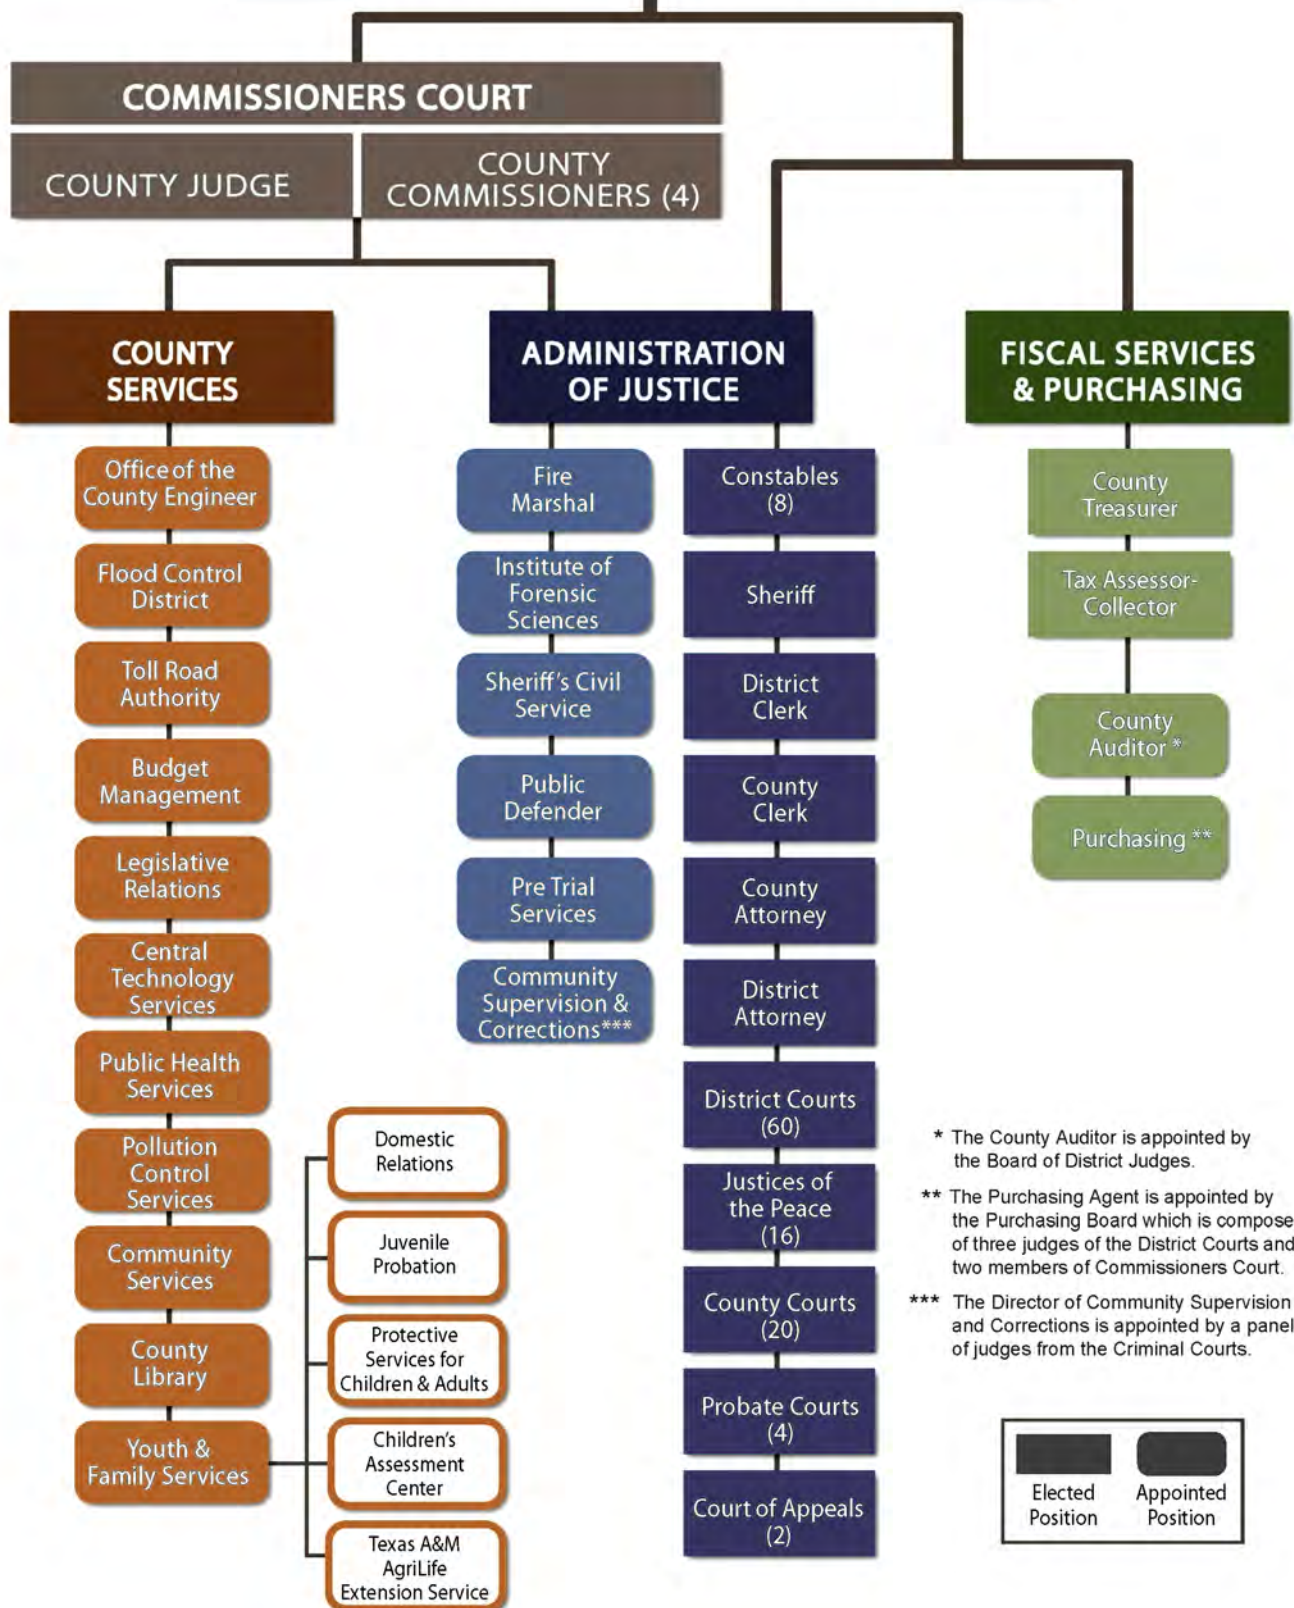 COMMISSIONERS COURT
COUNTY JUDGE
COUNTY
COMMISSIONERS (4)
COUNTY
SERVICES
Office of the
County Engineer
Flood Control
District
Toll Road
Authority
Budget
Management
Legislative
Relations
Central
Technology
Services
Public Health
Services
Pollution
Control
Services
Community
Services
County
Library
Youth &
Family Services
Domestic
Relations
Juvenile
Probation
Protective
Services for
Children & Adults
Children's
Assessment
Center
Texas A&M
AgriLife
Extension Service
ADMINISTRATION
OF JUSTICE
Fire
Marshal
Institute of
Forensic
Sciences
Sheriff's Civil
Service
Public
Defender
Pre Trial
Services
Community
Supervision &
Corrections***
Constables
(8)
Sheriff
District
Clerk
County
Clerk
County
Attorney
District
Attorney
District Courts
(60)
Justices of
the Peace
(16)
County Courts
(20)
Probate Courts
(4)
Court of Appeals
(2)
FISCAL SERVICES
& PURCHASING
County
Treasurer
Tax Assessor-
Collector
County
Auditor *
Purchasing **
* The County Auditor is appointed by
the Board of District Judges.
** The Purchasing Agent is appointed by
the Purchasing Board which is compose
of three judges of the District Courts and
two members of Commissioners Court.
*** The Director of Community Supervision
and Corrections is appointed by a panel
of judges from the Criminal Courts.
Elected
Position
Appointed
Position